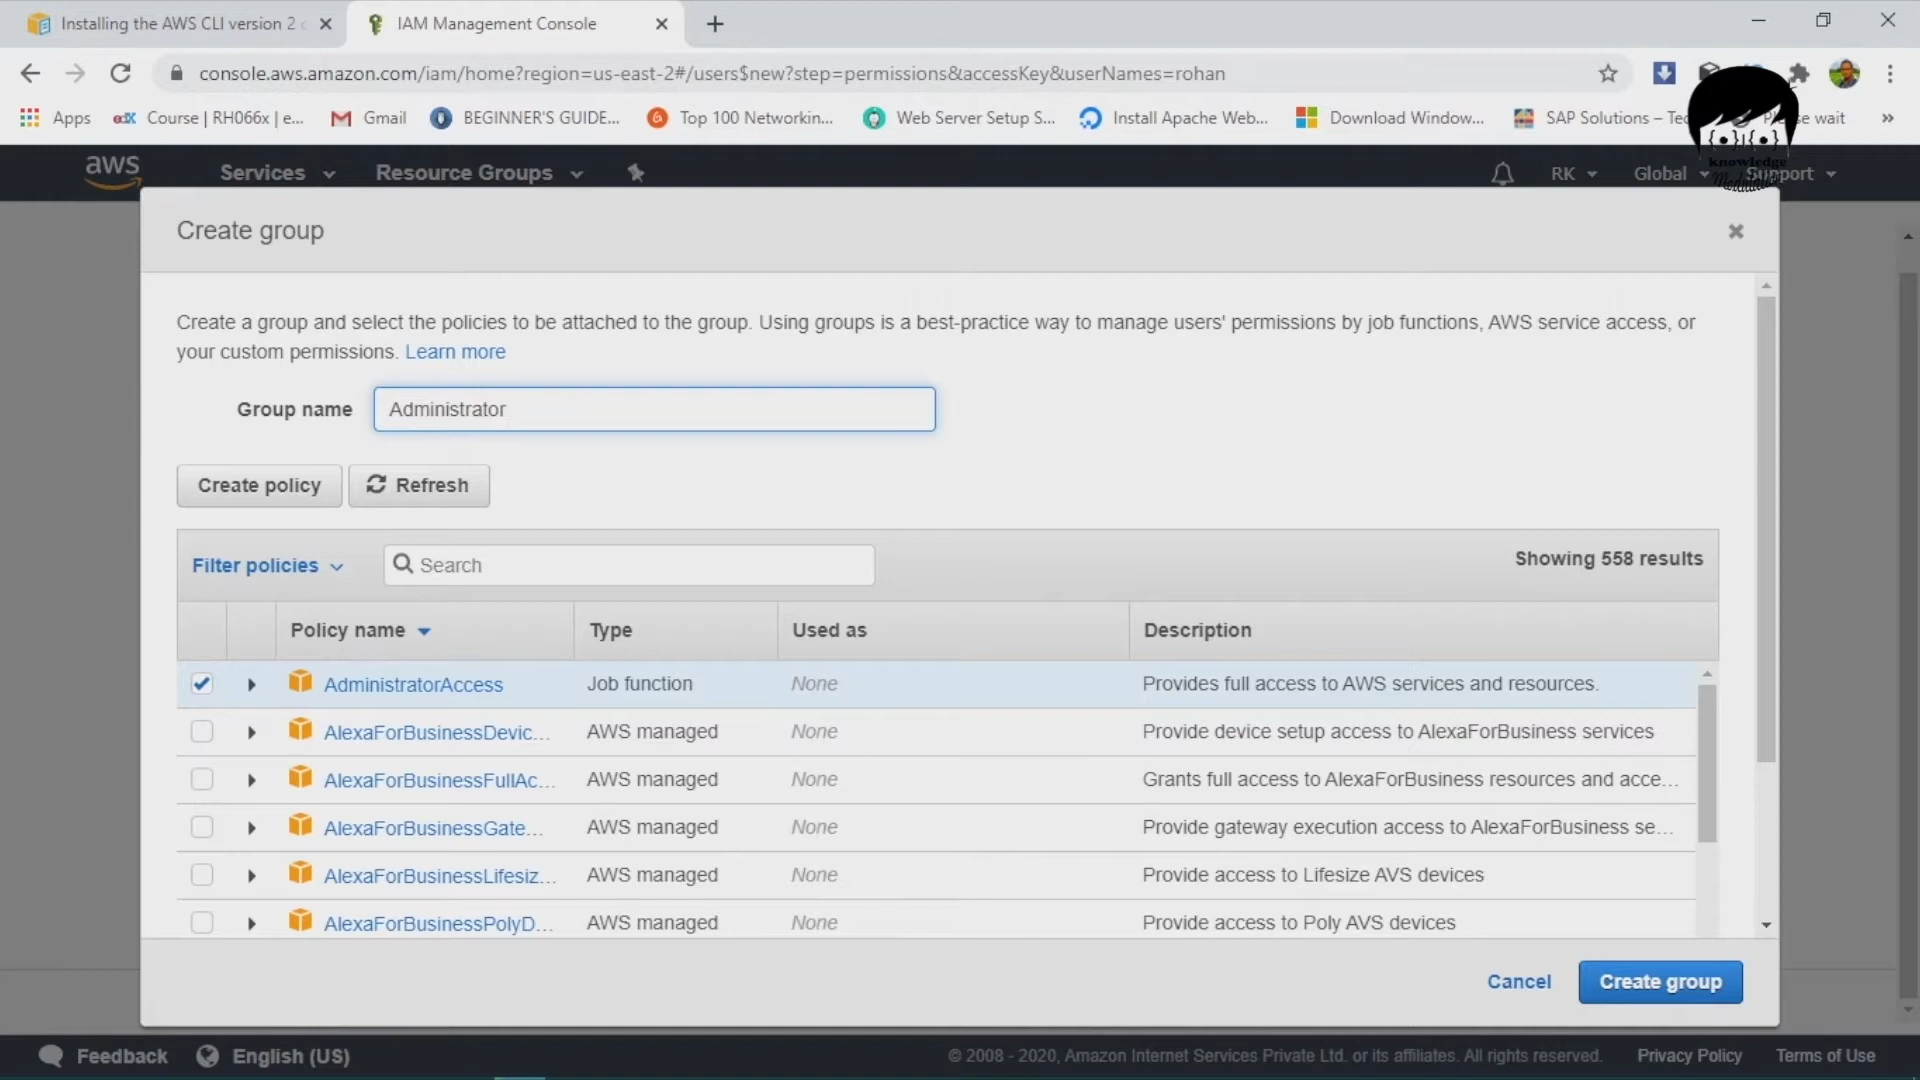 Installing the AWS CLI version 2
IAM Management Console
console.aws.amazon.com/iam/home?region=us-east-2#/users$new?step=permissions&accessKey&userNames=rohan
Apps
edX Course | RH066x | e...
Gmail
BEGINNER'S GUIDE...
Top 100 Networkin...
Web Server Setup S...
Install Apache Web...
Download Window...
SAP Solutions – Tec
se wait
knowledge
aws
Services
Resource Groups
RK
Global
Support
Create group
Create a group and select the policies to be attached to the group. Using groups is a best-practice way to manage users' permissions by job functions, AWS service access, or
your custom permissions. Learn more
Group name
Administrator
Create policy
Refresh
Filter policies
Search
Showing 558 results
Policy name
Type
Used as
Description
AdministratorAccess
Job function
None
Provides full access to AWS services and resources.
AlexaForBusinessDevic...
AWS managed
None
Provide device setup access to AlexaForBusiness services
AlexaForBusinessFullAc...
AWS managed
None
Grants full access to AlexaForBusiness resources and acce...
AlexaForBusinessGate...
AWS managed
None
Provide gateway execution access to AlexaForBusiness se...
AlexaForBusinessLifesiz...
AWS managed
None
Provide access to Lifesize AVS devices
AlexaForBusinessPolyD...
AWS managed
None
Provide access to Poly AVS devices
Cancel
Create group
Feedback
English (US)
© 2008 - 2020, Amazon Internet Services Private Ltd. or its affiliates. All rights reserved.
Privacy Policy
Terms of Use